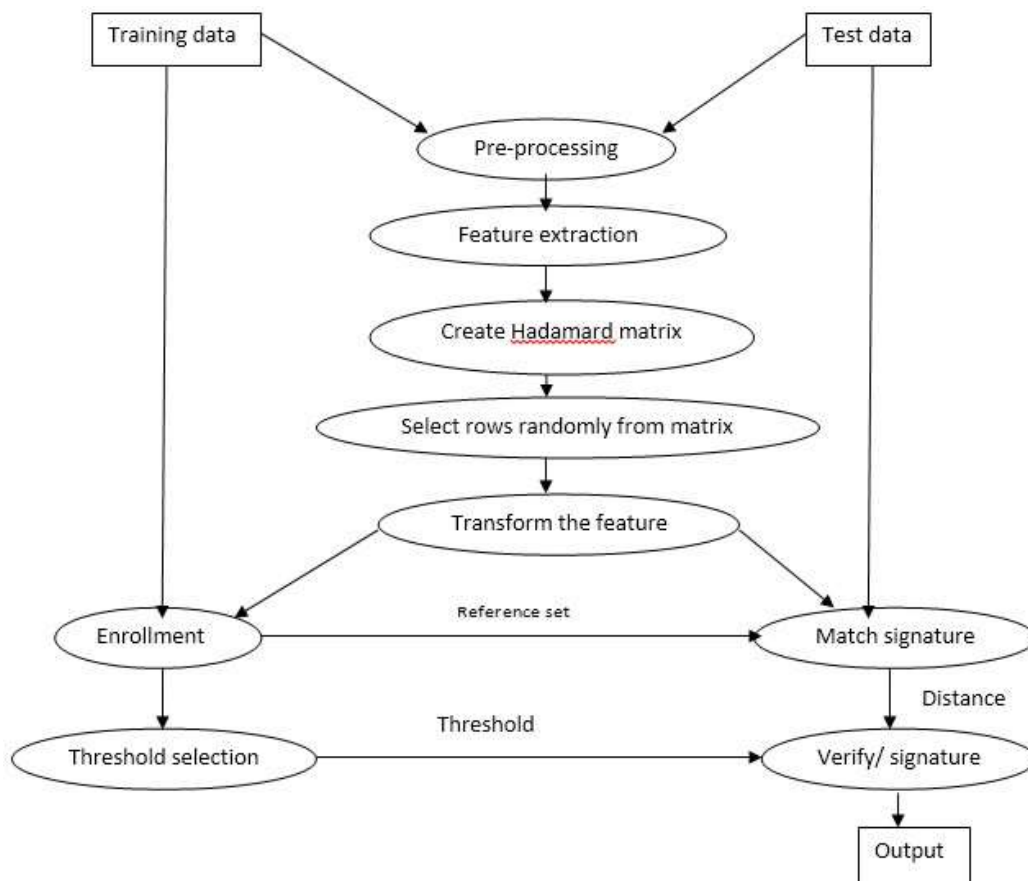 Training data
Test data
Pre-processing
Feature extraction
Create Hadamard matrix
Select rows randomly from matrix
Transform the feature
Reference set
Enrollment
Match signature
Distance
Threshold
Threshold selection
Verify/ signature
Output